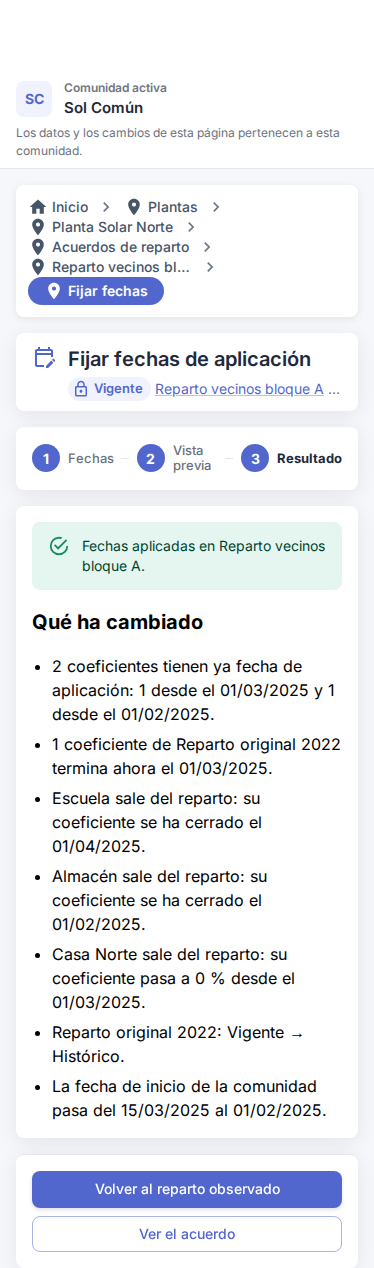 SC
Comunidad activa
Sol Común
Los datos y los cambios de esta página pertenecen a esta
comunidad.
Inicio > Plantas >
Planta Solar Norte >
Acuerdos de reparto >
Reparto vecinos bl... >
Fijar fechas
Fijar fechas de aplicación
Vigente Reparto vecinos bloque A ...
1 Fechas 2 Vista previa 3 Resultado
Fechas aplicadas en Reparto vecinos
bloque A.
Qué ha cambiado
• 2 coeficientes tienen ya fecha de
aplicación: 1 desde el 01/03/2025 y 1
desde el 01/02/2025.
• 1 coeficiente de Reparto original 2022
termina ahora el 01/03/2025.
• Escuela sale del reparto: su
coeficiente se ha cerrado el
01/04/2025.
• Almacén sale del reparto: su
coeficiente se ha cerrado el
01/02/2025.
• Casa Norte sale del reparto: su
coeficiente pasa a 0 % desde el
01/03/2025.
• Reparto original 2022: Vigente →
Histórico.
• La fecha de inicio de la comunidad
pasa del 15/03/2025 al 01/02/2025.
Volver al reparto observado
Ver el acuerdo